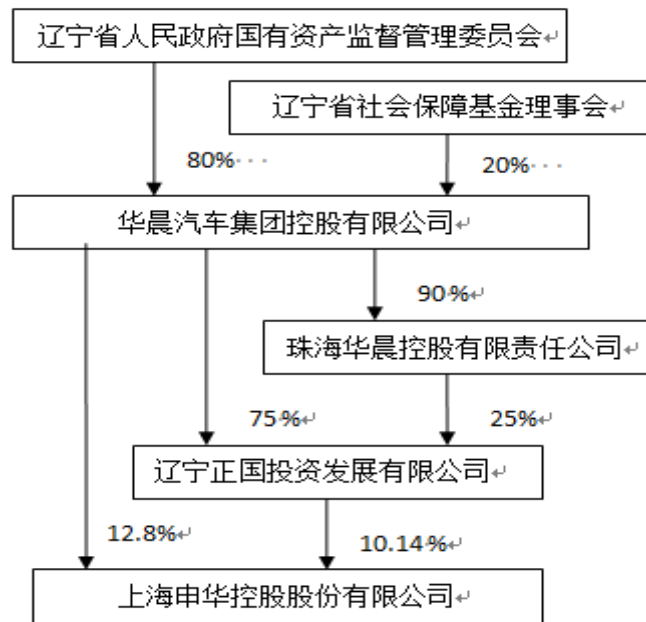 辽宁省人民政府国有资产监督管理委员会↵
辽宁省社会保障基金理事会↵
80%···
20%···
华晨汽车集团控股有限公司↵
90%↵
珠海华晨控股有限责任公司↵
75%↵
25%↵
辽宁正国投资发展有限公司↵
12.8%↵
10.14%↵
上海申华控股股份有限公司↵